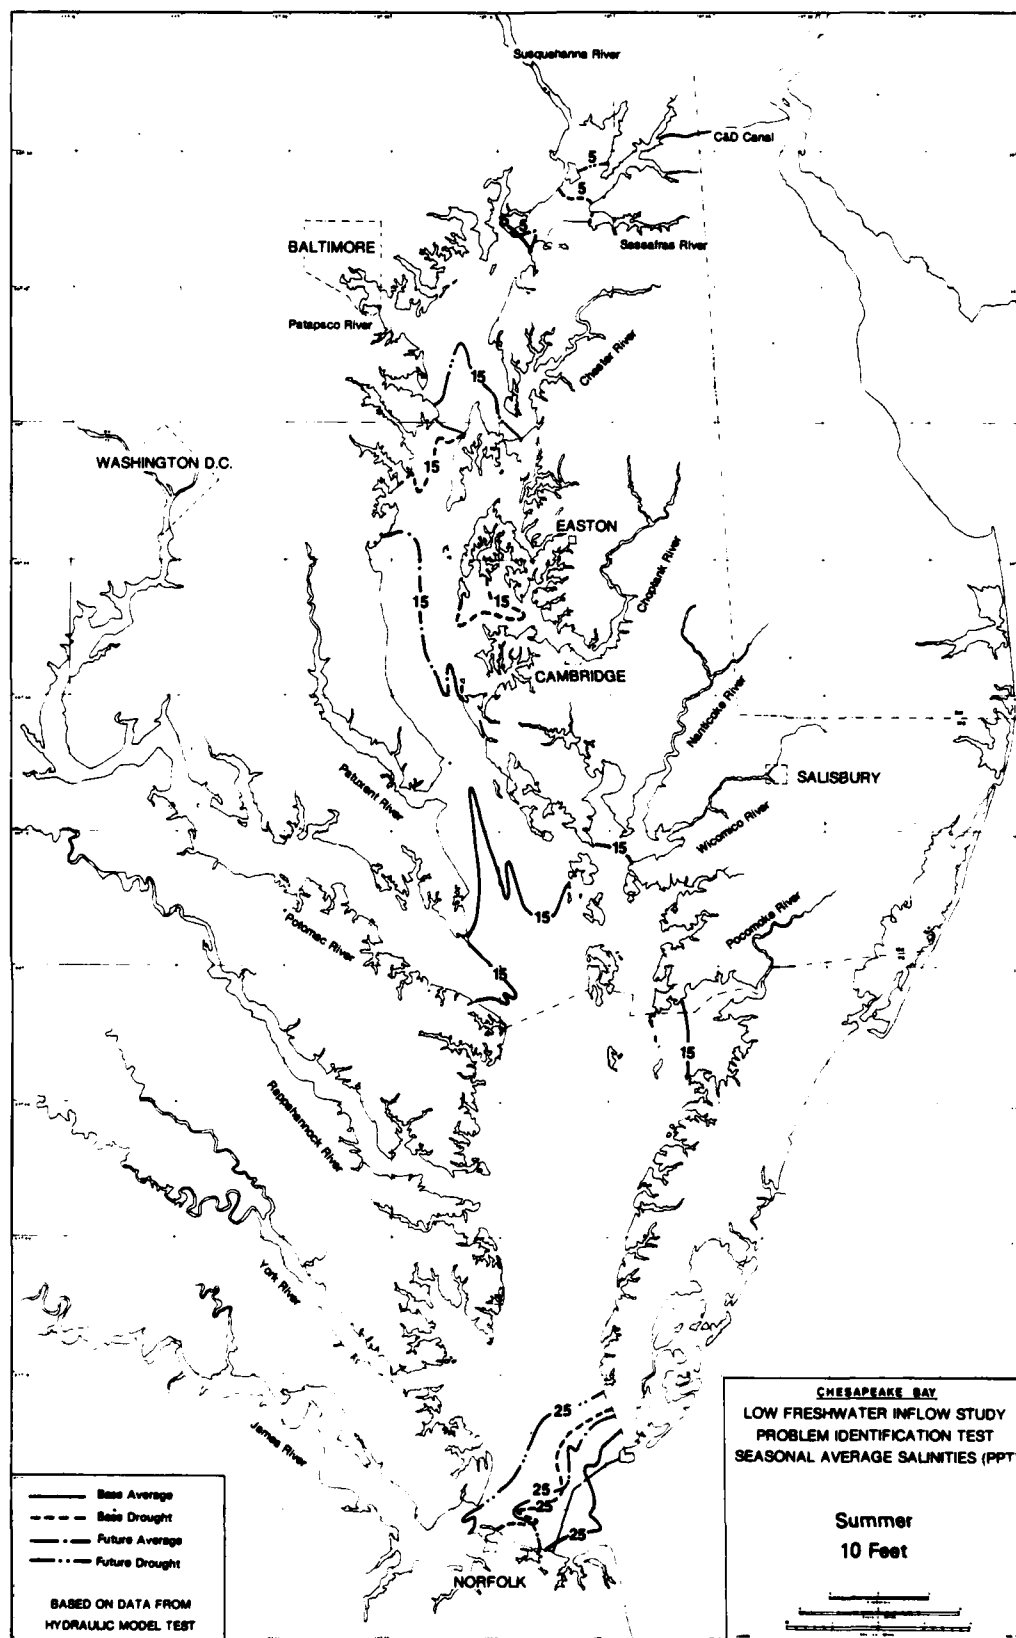 Susquehanna River
C&D Canal
5
5
5
5
Sassafras River
BALTIMORE
Patapsco River
Chester River
15
15
WASHINGTON D.C.
EASTON
Choptank River
15
15
CAMBRIDGE
Nanticoke River
SALISBURY
Patuxent River
Wicomico River
15
15
Potomac River
Pocomoke River
15
15
Rappahannock River
York River
James River
25
25
25
25
NORFOLK
Base Average
Base Drought
Future Average
Future Drought
BASED ON DATA FROM
HYDRAULIC MODEL TEST
CHESAPEAKE BAY
LOW FRESHWATER INFLOW STUDY
PROBLEM IDENTIFICATION TEST
SEASONAL AVERAGE SALINITIES (PPT
Summer
10 Feet